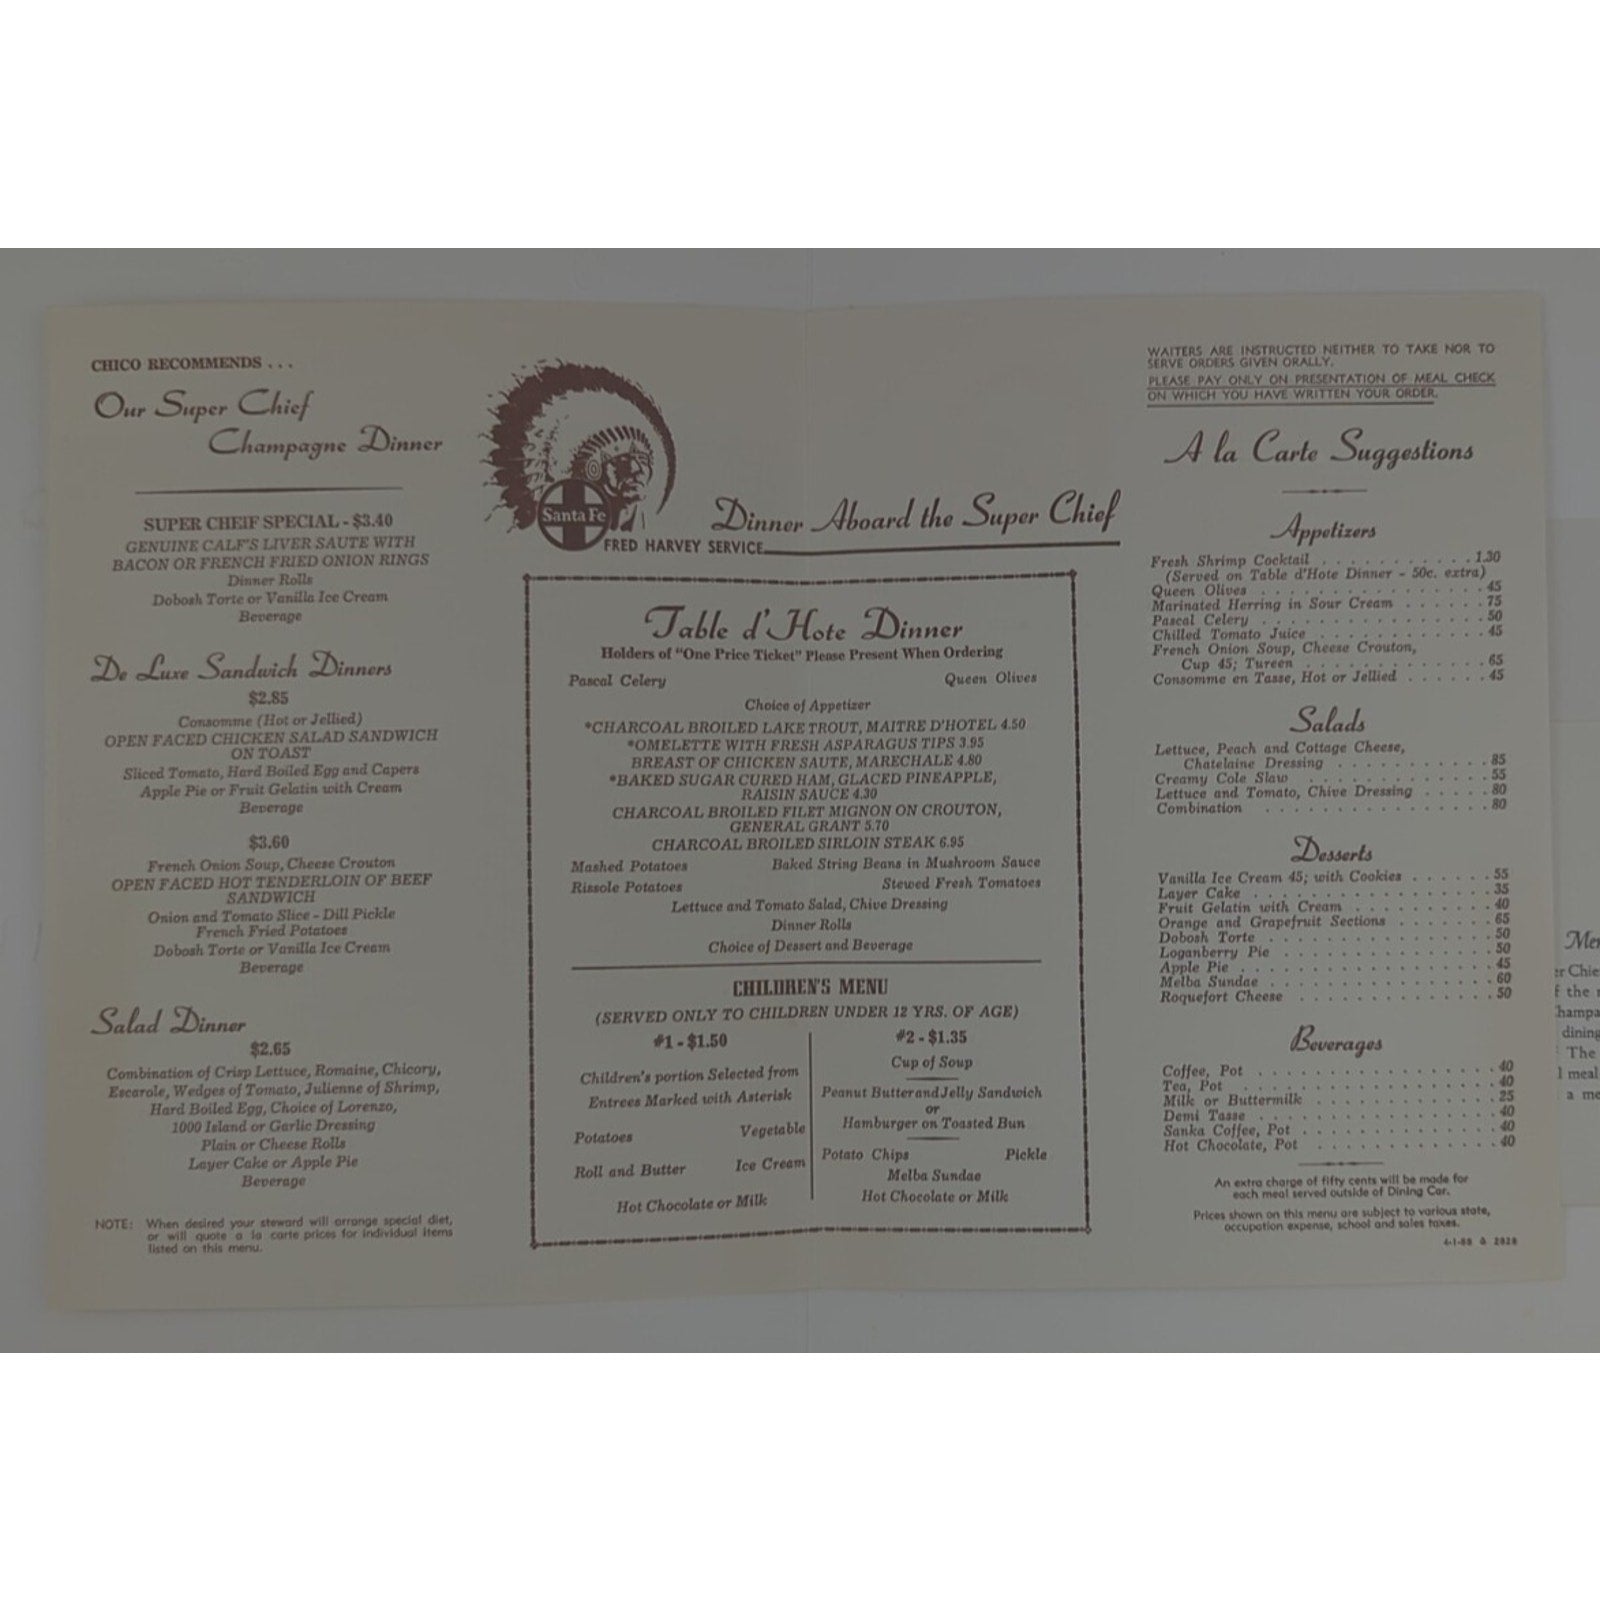 CHICO RECOMMENDS . . .
Our Super Chief
Champagne Dinner
SUPER CHEIF SPECIAL - $3.40
GENUINE CALF'S LIVER SAUTE WITH
BACON OR FRENCH FRIED ONION RINGS
Dinner Rolls
Dobosh Torte or Vanilla Ice Cream
Beverage
De Luxe Sandwich Dinners
$2.85
Consomme (Hot or Jellied)
OPEN FACED CHICKEN SALAD SANDWICH
ON TOAST
Sliced Tomato, Hard Boiled Egg and Capers
Apple Pie or Fruit Gelatin with Cream
Beverage
$3.60
French Onion Soup, Cheese Crouton
OPEN FACED HOT TENDERLOIN OF BEEF
SANDWICH
Onion and Tomato Slice - Dill Pickle
French Fried Potatoes
Dobosh Torte or Vanilla Ice Cream
Beverage
Salad Dinner
$2.65
Combination of Crisp Lettuce, Romaine, Chicory,
Escarole, Wedges of Tomato, Julienne of Shrimp,
Hard Boiled Egg, Choice of Lorenzo,
1000 Island or Garlic Dressing
Plain or Cheese Rolls
Layer Cake or Apple Pie
Beverage
NOTE: When desired your steward will arrange special diet,
or will quote a la carte prices for individual items
listed on this menu.
Santa Fe
Dinner Aboard the Super Chief
FRED HARVEY SERVICE
Table d'Hote Dinner
Holders of "One Price Ticket" Please Present When Ordering
Pascal Celery Queen Olives
Choice of Appetizer
*CHARCOAL BROILED LAKE TROUT, MAITRE D'HOTEL 4.50
*OMELETTE WITH FRESH ASPARAGUS TIPS 3.95
BREAST OF CHICKEN SAUTE, MARECHALE 4.80
*BAKED SUGAR CURED HAM, GLACED PINEAPPLE,
RAISIN SAUCE 4.30
CHARCOAL BROILED FILET MIGNON ON CROUTON,
GENERAL GRANT 5.70
CHARCOAL BROILED SIRLOIN STEAK 6.95
Mashed Potatoes Baked String Beans in Mushroom Sauce
Rissole Potatoes Stewed Fresh Tomatoes
Lettuce and Tomato Salad, Chive Dressing
Dinner Rolls
Choice of Dessert and Beverage
CHILDREN'S MENU
(SERVED ONLY TO CHILDREN UNDER 12 YRS. OF AGE)
#1 - $1.50
Children's portion Selected from
Entrees Marked with Asterisk
Potatoes Vegetable
Roll and Butter Ice Cream
Hot Chocolate or Milk
#2 - $1.35
Cup of Soup
Peanut Butter and Jelly Sandwich
or
Hamburger on Toasted Bun
Potato Chips Pickle
Melba Sundae
Hot Chocolate or Milk
WAITERS ARE INSTRUCTED NEITHER TO TAKE NOR TO
SERVE ORDERS GIVEN ORALLY.
PLEASE PAY ONLY ON PRESENTATION OF MEAL CHECK
ON WHICH YOU HAVE WRITTEN YOUR ORDER.
A la Carte Suggestions
Appetizers
Fresh Shrimp Cocktail . . . . . . . . . . . 1.30
(Served on Table d'Hote Dinner - 50c. extra)
Queen Olives . . . . . . . . . . . . . . . 45
Marinated Herring in Sour Cream . . . . . . 75
Pascal Celery . . . . . . . . . . . . . . . 50
Chilled Tomato Juice . . . . . . . . . . . 45
French Onion Soup, Cheese Crouton,
Cup 45; Tureen . . . . . . . . . . . . . 65
Consomme en Tasse, Hot or Jellied . . . . . . 45
Salads
Lettuce, Peach and Cottage Cheese,
Chatelaine Dressing . . . . . . . . . . . 85
Creamy Cole Slaw . . . . . . . . . . . . . 55
Lettuce and Tomato, Chive Dressing . . . . . 80
Combination . . . . . . . . . . . . . . . 80
Desserts
Vanilla Ice Cream 45; with Cookies . . . . . . 55
Layer Cake . . . . . . . . . . . . . . . . 35
Fruit Gelatin with Cream . . . . . . . . . . 40
Orange and Grapefruit Sections . . . . . . . 65
Dobosh Torte . . . . . . . . . . . . . . . 50
Loganberry Pie . . . . . . . . . . . . . . 50
Apple Pie . . . . . . . . . . . . . . . . . 45
Melba Sundae . . . . . . . . . . . . . . . 60
Roquefort Cheese . . . . . . . . . . . . . 50
Beverages
Coffee, Pot . . . . . . . . . . . . . . . . 40
Tea, Pot . . . . . . . . . . . . . . . . . 40
Milk or Buttermilk . . . . . . . . . . . . 25
Demi Tasse . . . . . . . . . . . . . . . . 40
Sanka Coffee, Pot . . . . . . . . . . . . . 40
Hot Chocolate, Pot . . . . . . . . . . . . 40
An extra charge of fifty cents will be made for
each meal served outside of Dining Car.
Prices shown on this menu are subject to various state,
occupation expense, school and sales taxes.
the
dining
The
meal
a